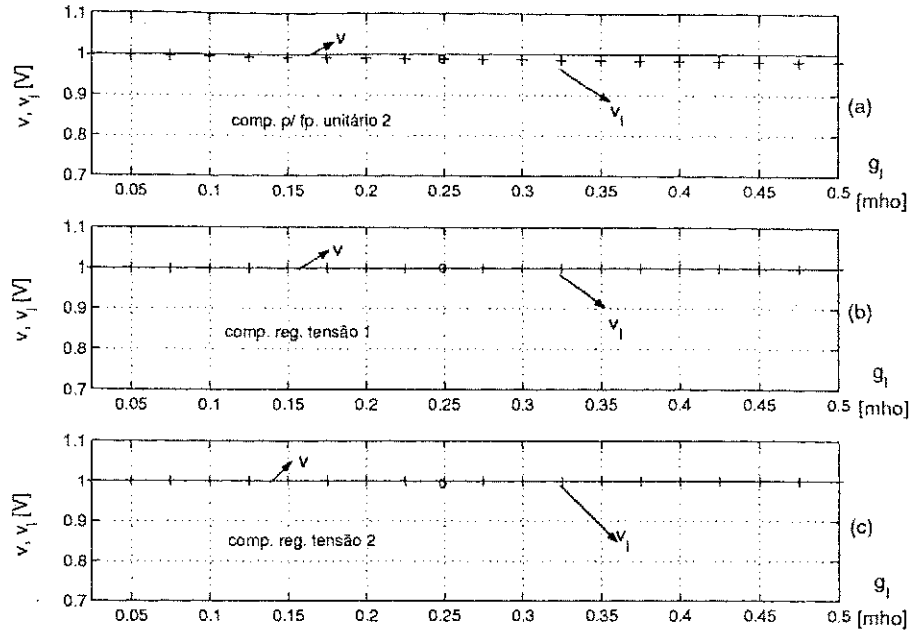 1.1
1
0.9
0.8
0.7
v, v_l [V]
v
v_l
comp. p/ fp. unitário 2
(a)
0.05 0.1 0.15 0.2 0.25 0.3 0.35 0.4 0.45 0.5
g_l
[mho]
1.1
1
0.9
0.8
0.7
v, v_l [V]
v
v_l
comp. reg. tensão 1
(b)
0.05 0.1 0.15 0.2 0.25 0.3 0.35 0.4 0.45 0.5
g_l
[mho]
1.1
1
0.9
0.8
0.7
v, v_l [V]
v
v_l
comp. reg. tensão 2
(c)
0.05 0.1 0.15 0.2 0.25 0.3 0.35 0.4 0.45 0.5
g_l
[mho]